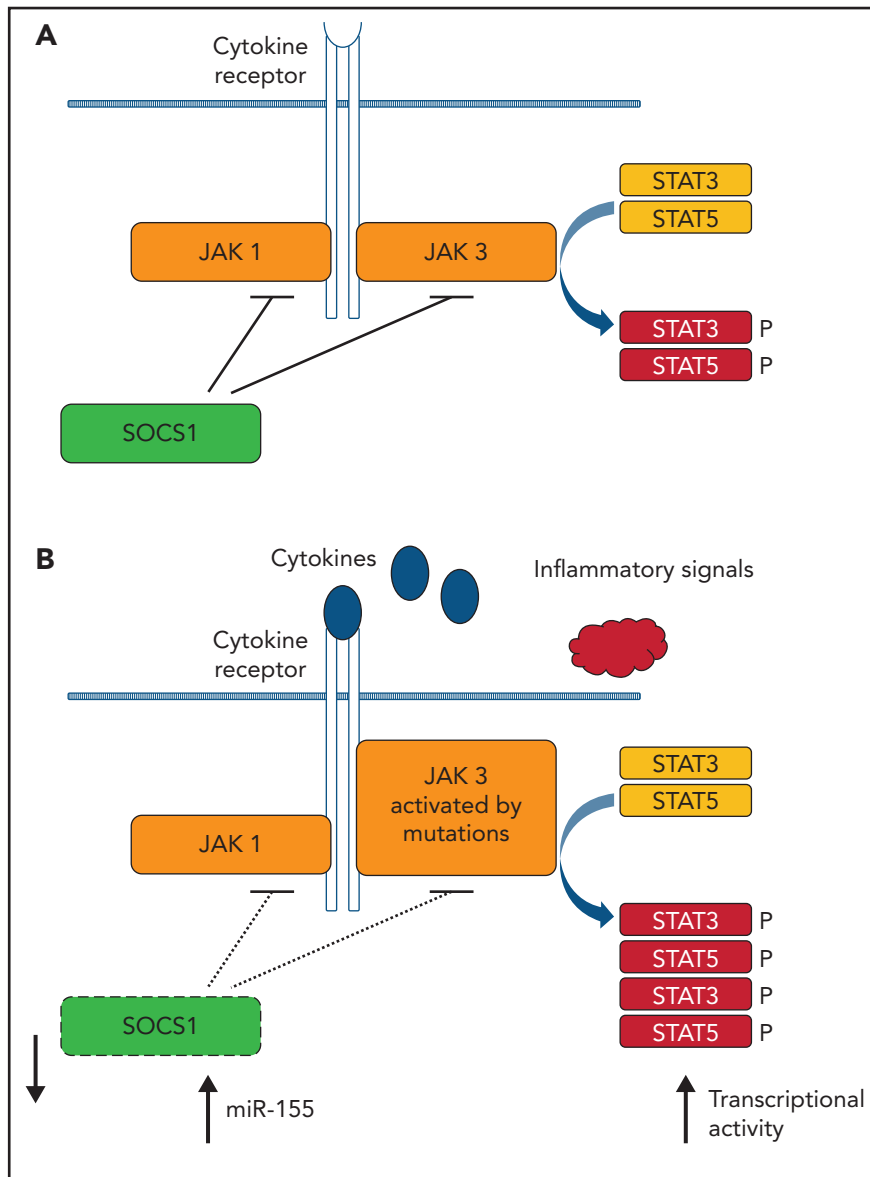 A
Cytokine
receptor
STAT3
STAT5
JAK 1
JAK 3
STAT3 P
STAT5 P
SOCS1
B
Cytokines
Inflammatory signals
Cytokine
receptor
STAT3
STAT5
JAK 3
activated by
mutations
JAK 1
STAT3 P
STAT5 P
STAT3 P
STAT5 P
SOCS1
miR-155
Transcriptional
activity